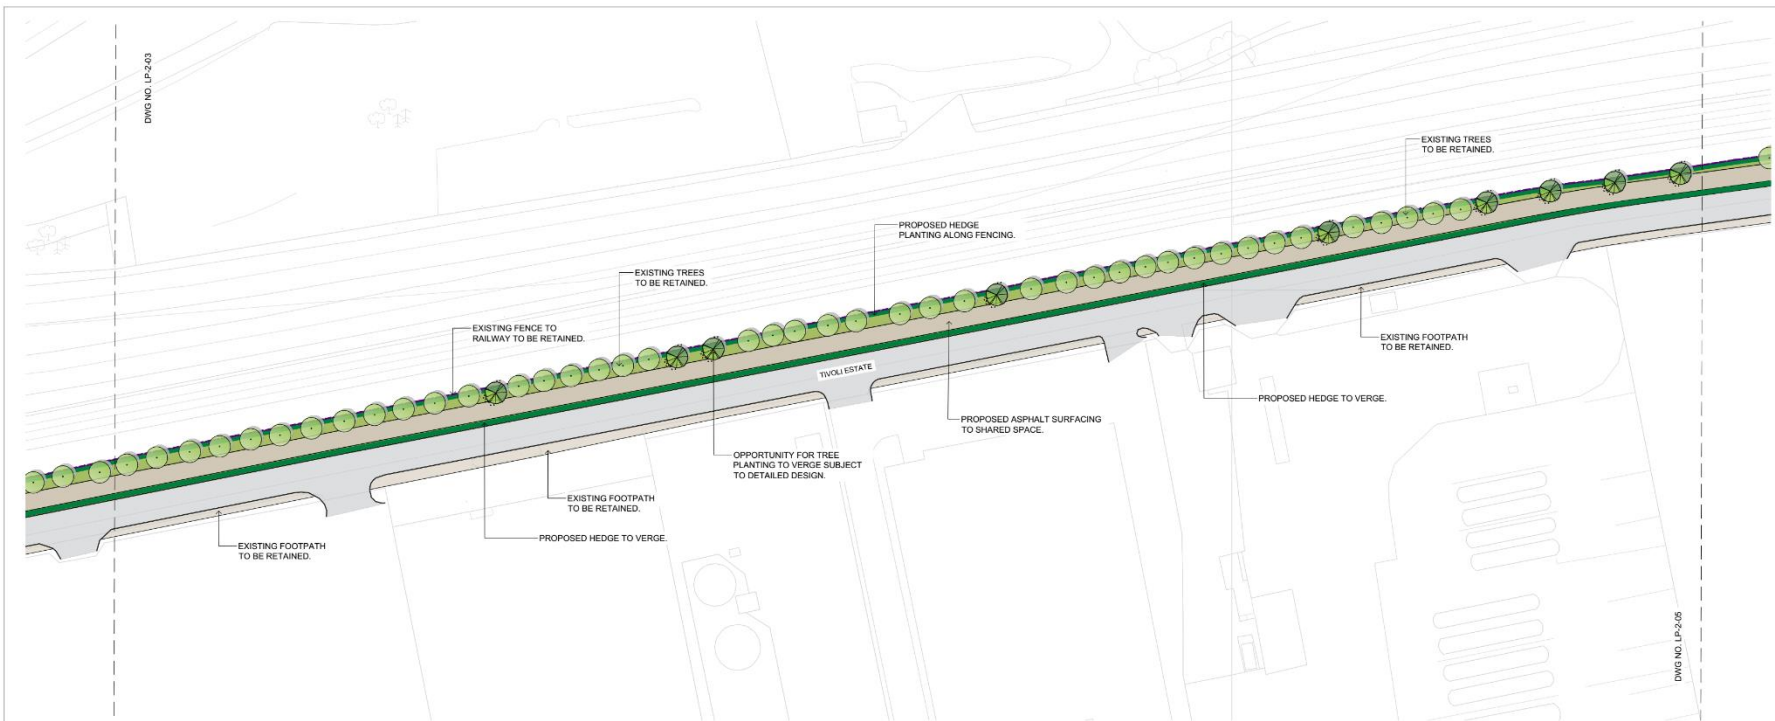 DWG NO. LP-2-03
EXISTING TREES
TO BE RETAINED.
PROPOSED HEDGE
PLANTING ALONG FENCING.
EXISTING TREES
TO BE RETAINED.
EXISTING FENCE TO
RAILWAY TO BE RETAINED.
EXISTING FOOTPATH
TO BE RETAINED.
TIVOLI ESTATE
PROPOSED HEDGE TO VERGE.
PROPOSED ASPHALT SURFACING
TO SHARED SPACE.
OPPORTUNITY FOR TREE
PLANTING TO VERGE SUBJECT
TO DETAILED DESIGN.
EXISTING FOOTPATH
TO BE RETAINED.
PROPOSED HEDGE TO VERGE.
EXISTING FOOTPATH
TO BE RETAINED.
DWG NO. LP-2-05